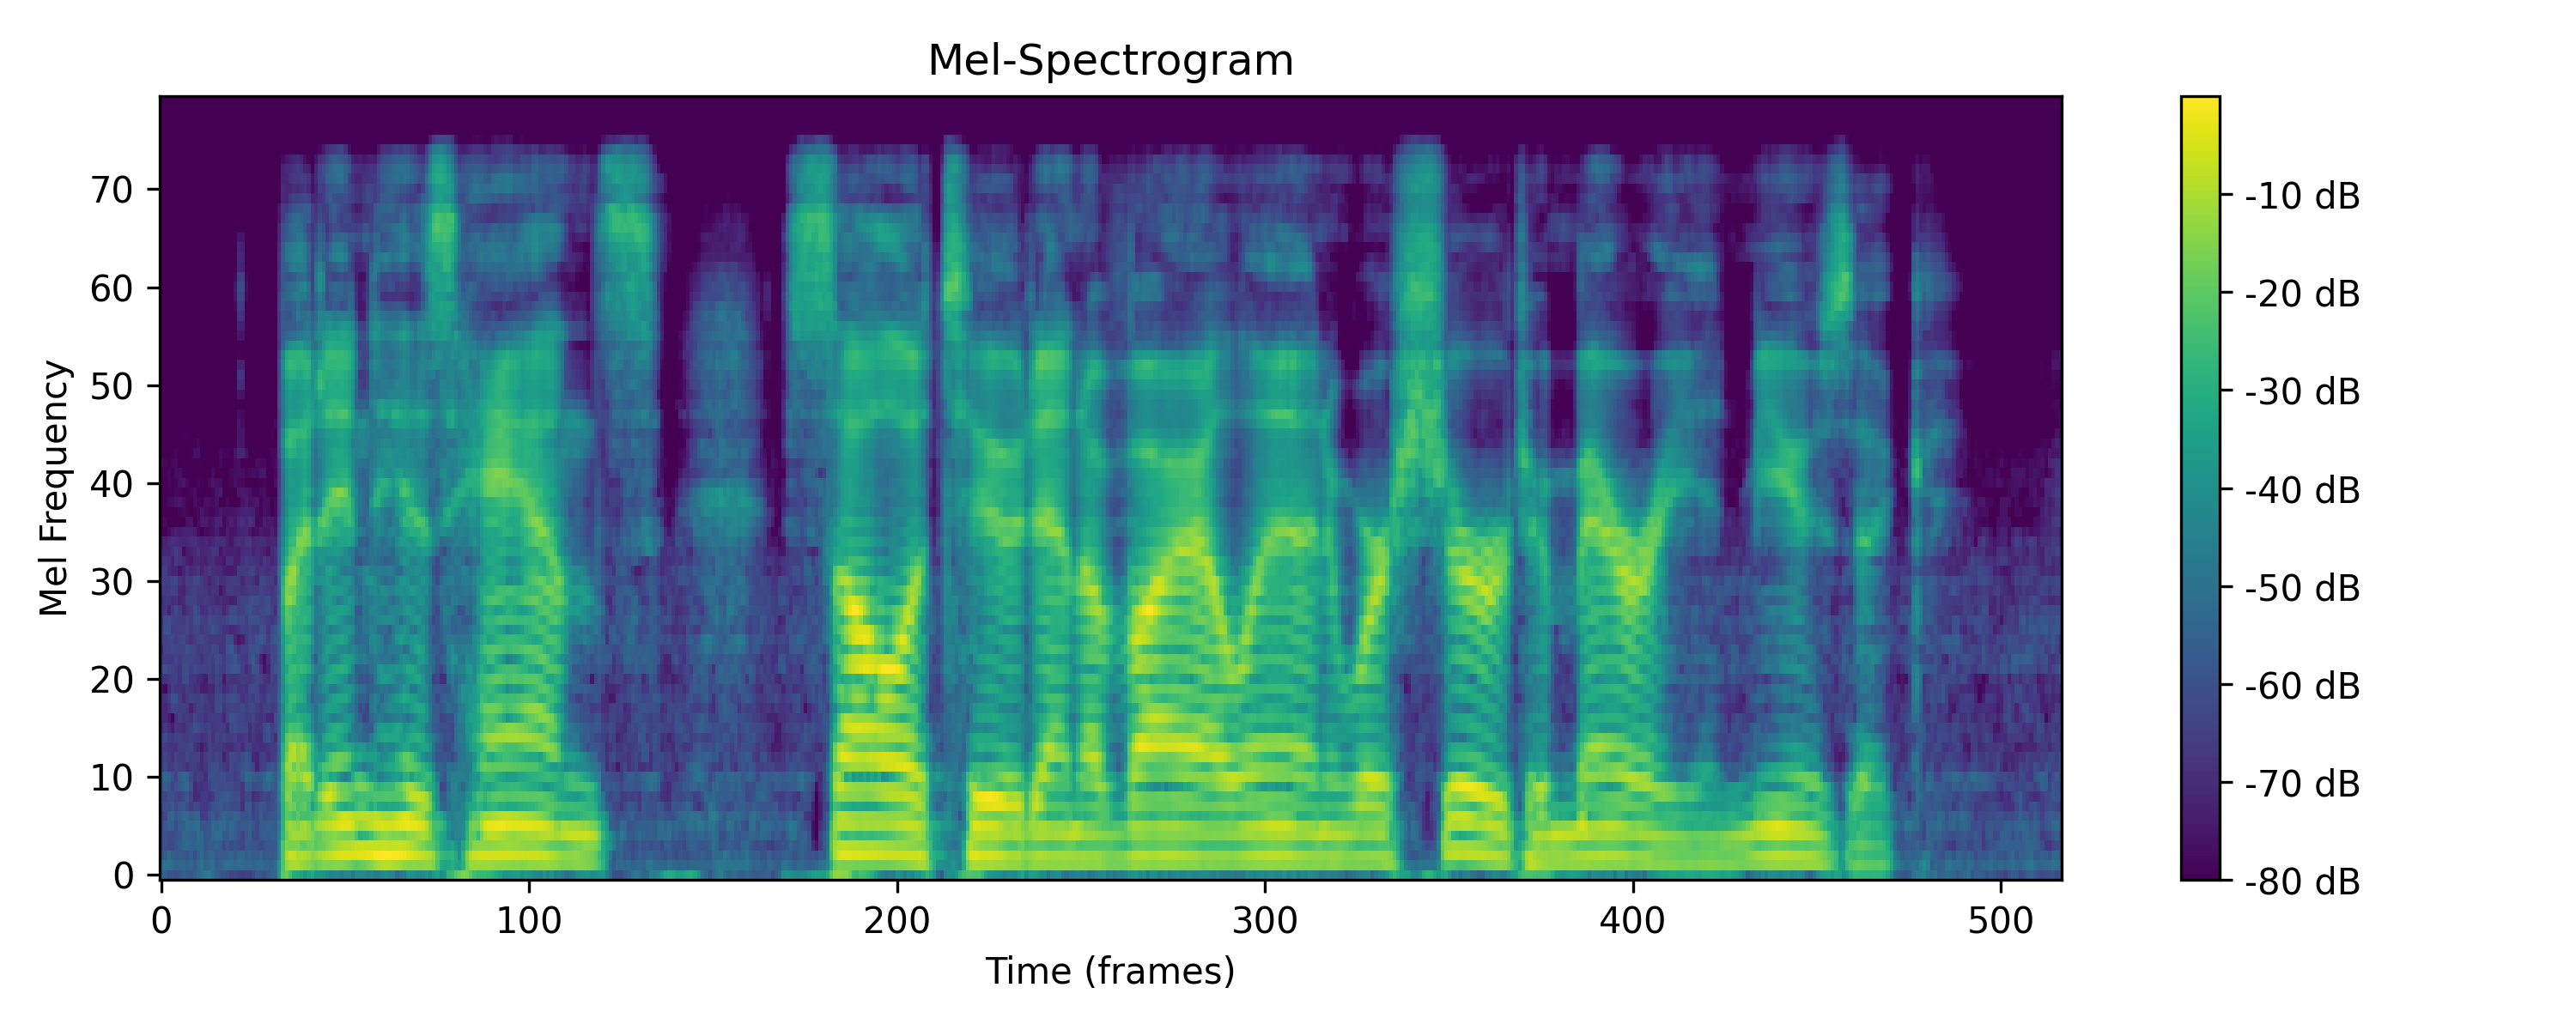 Mel-Spectrogram
Mel Frequency
70
60
50
40
30
20
10
0
0 100 200 300 400 500
Time (frames)
-10 dB
-20 dB
-30 dB
-40 dB
-50 dB
-60 dB
-70 dB
-80 dB